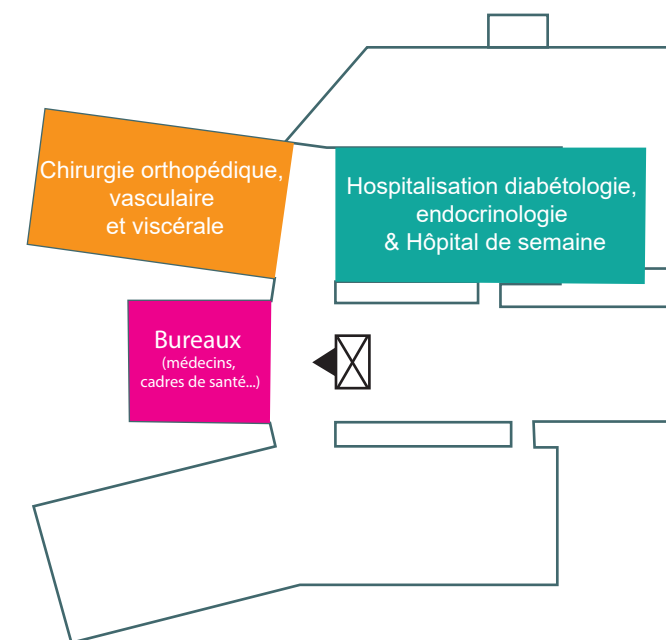 Chirurgie orthopédique,
vasculaire
et viscérale
Hospitalisation diabétologie,
endocrinologie
& Hôpital de semaine
Bureaux
(médecins,
cadres de santé...)